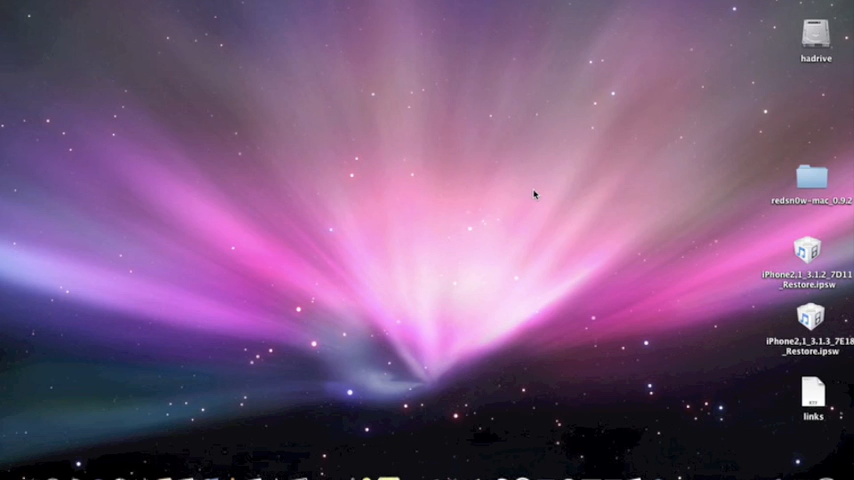 hadrive
redsn0w-mac_0.9.2
iPhone2,1_3.1.2_7D11
_Restore.ipsw
iPhone2,1_3.1.3_7E18
_Restore.ipsw
links